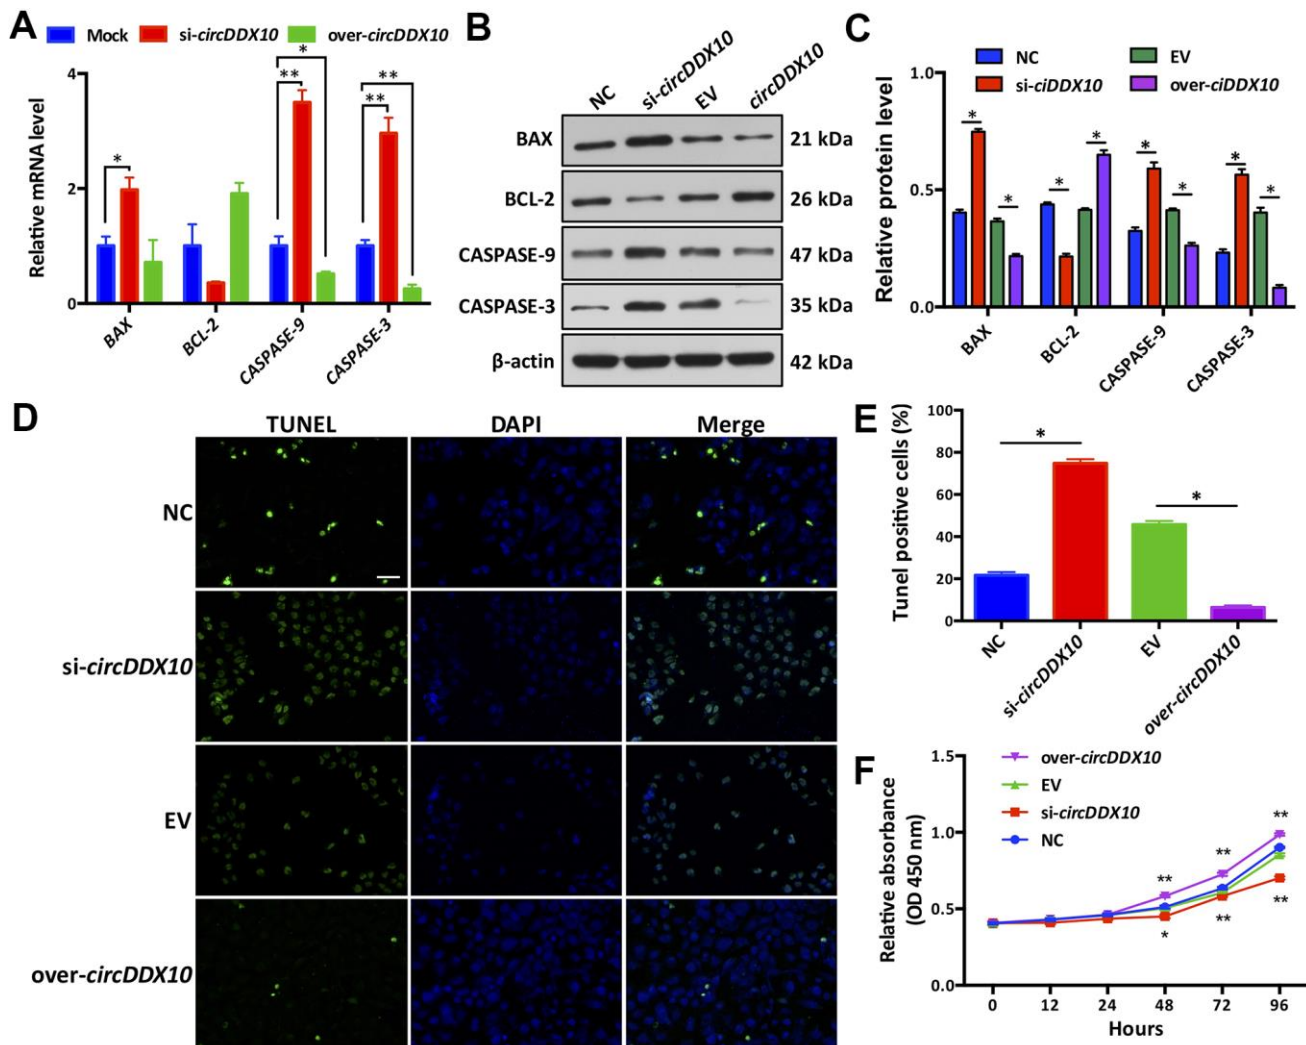 A
Mock si-circDDX10 over-circDDX10
Relative mRNA level
4
2
0
* ** * ** **
BAX BCL-2 CASPASE-9 CASPASE-3
B
NC si-circDDX10 EV circDDX10
BAX 21 kDa
BCL-2 26 kDa
CASPASE-9 47 kDa
CASPASE-3 35 kDa
β-actin 42 kDa
C
NC EV
si-ciDDX10 over-ciDDX10
Relative protein level
1.0
0.5
0.0
* * * * * * * *
BAX BCL-2 CASPASE-9 CASPASE-3
D
TUNEL DAPI Merge
NC
si-circDDX10
EV
over-circDDX10
E
Tunel positive cells (%)
100
80
60
40
20
0
* *
NC si-circDDX10 EV over-circDDX10
F
over-circDDX10
EV
si-circDDX10
NC
Relative absorbance
(OD 450 nm)
1.5
1.0
0.5
0.0
** ** **
* ** **
0 12 24 48 72 96
Hours